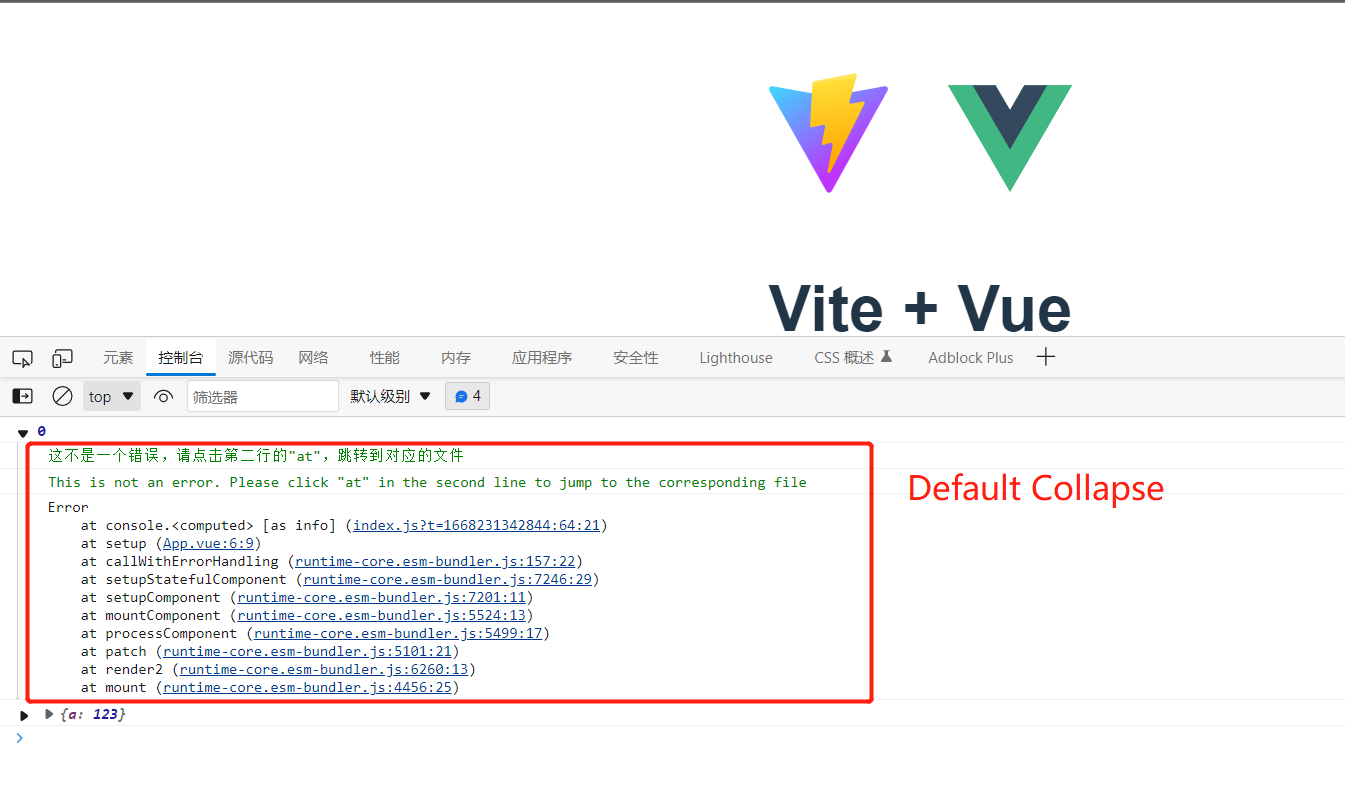 Vite + Vue
元素 控制台 源代码 网络 性能 内存 应用程序 安全性 Lighthouse CSS 概述 Adblock Plus
top 筛选器 默认级别 4
0
这不是一个错误，请点击第二行的"at"，跳转到对应的文件
This is not an error. Please click "at" in the second line to jump to the corresponding file
Default Collapse
Error
at console.<computed> [as info] (index.js?t=1668231342844:64:21)
at setup (App.vue:6:9)
at callWithErrorHandling (runtime-core.esm-bundler.js:157:22)
at setupStatefulComponent (runtime-core.esm-bundler.js:7246:29)
at setupComponent (runtime-core.esm-bundler.js:7201:11)
at mountComponent (runtime-core.esm-bundler.js:5524:13)
at processComponent (runtime-core.esm-bundler.js:5499:17)
at patch (runtime-core.esm-bundler.js:5101:21)
at render2 (runtime-core.esm-bundler.js:6260:13)
at mount (runtime-core.esm-bundler.js:4456:25)
{a: 123}